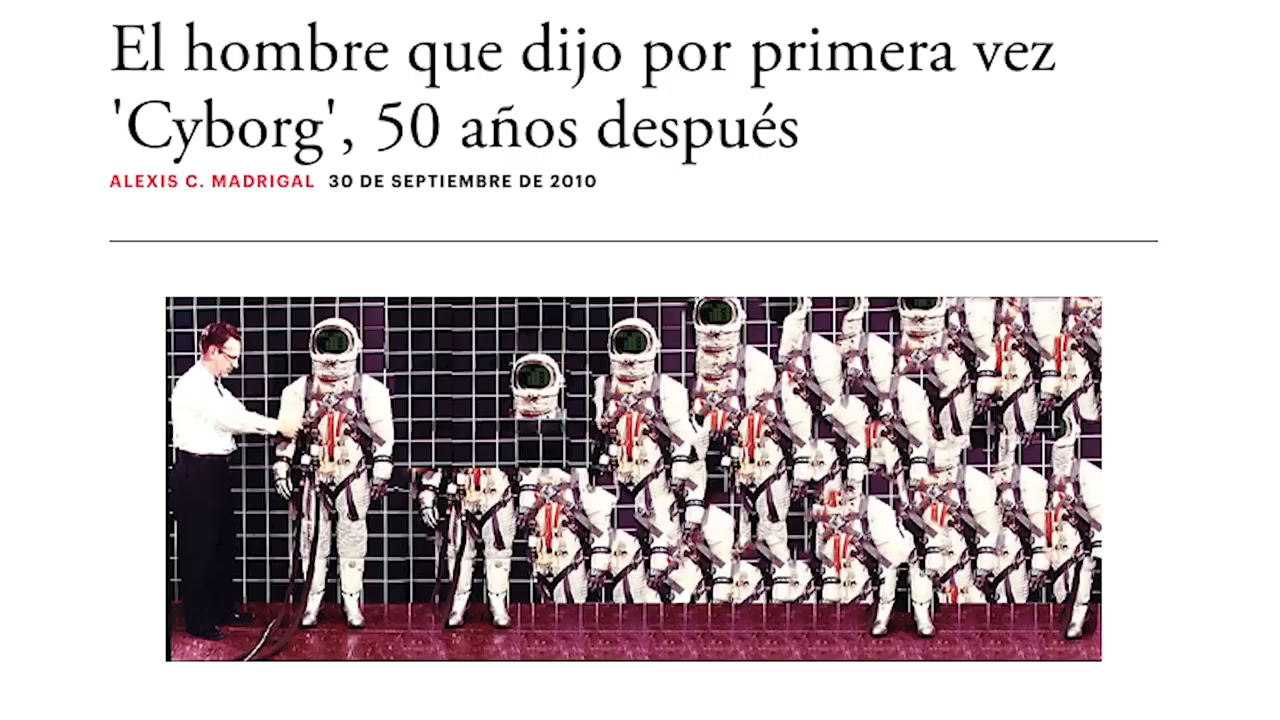 El hombre que dijo por primera vez
'Cyborg', 50 años después
ALEXIS C. MADRIGAL 30 DE SEPTIEMBRE DE 2010